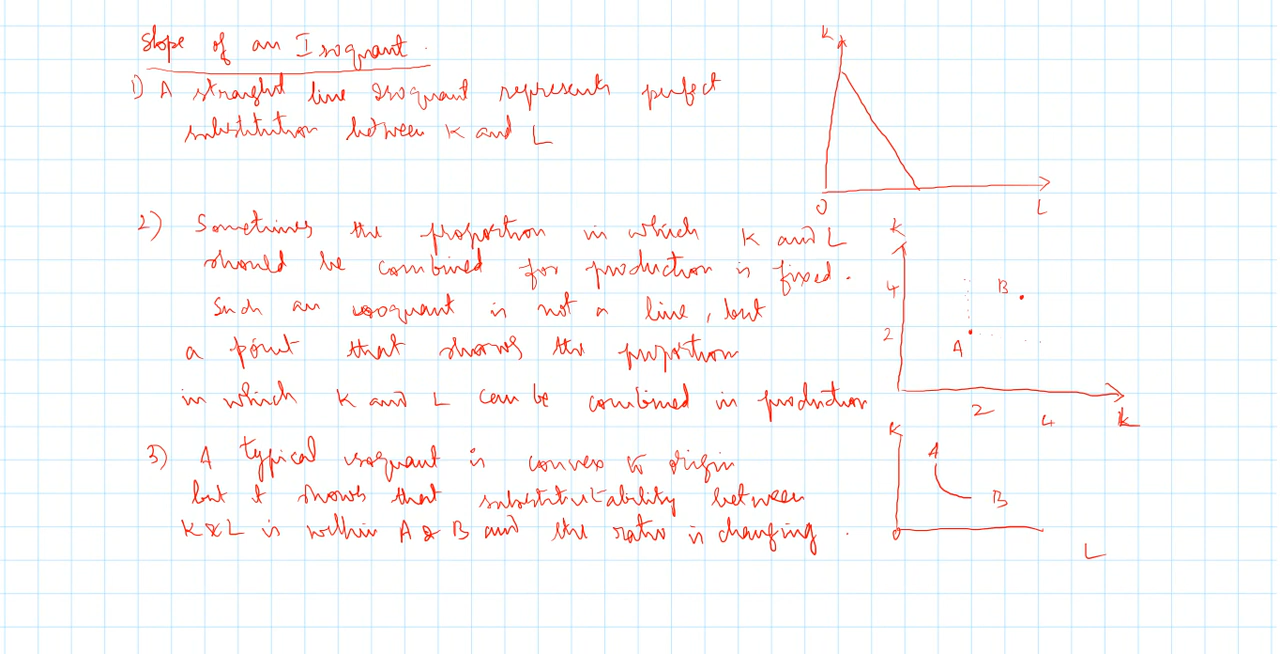 Slope of an Isoquant.
1) A straight line Isoquant represents perfect
substitution between K and L
K
O
L
2) Sometimes the proportion in which K and L
should be combined for production is fixed.
Such an isoquant is not a line, but
a point that shows the proportion
in which K and L can be combined in production
K
4
B
2
A
2
4
3) A typical isoquant is convex to origin
but it shows that substitutability between
K & L is within A & B and the ratio is changing.
K
A
B
O
L